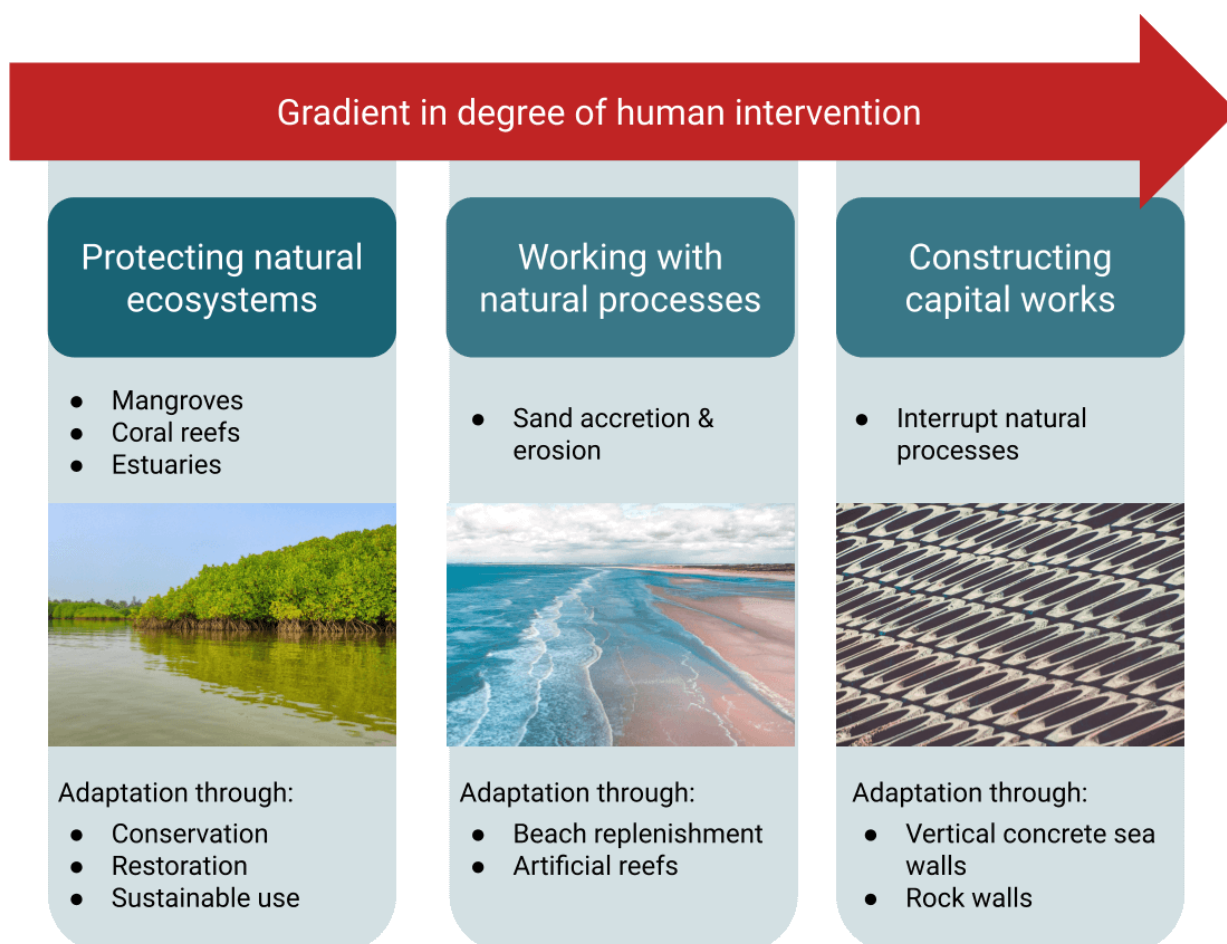 Gradient in degree of human intervention
Protecting natural
ecosystems
● Mangroves
● Coral reefs
● Estuaries
Adaptation through:
● Conservation
● Restoration
● Sustainable use
Working with
natural processes
● Sand accretion &
erosion
Adaptation through:
● Beach replenishment
● Artificial reefs
Constructing
capital works
● Interrupt natural
processes
Adaptation through:
● Vertical concrete sea
walls
● Rock walls